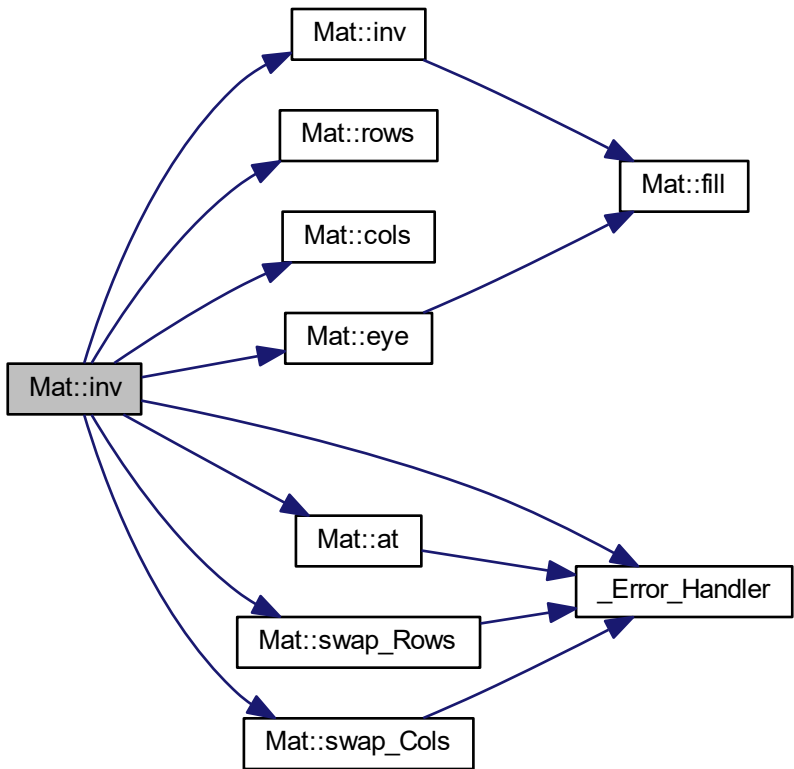 Mat::inv
Mat::rows
Mat::fill
Mat::cols
Mat::eye
Mat::inv
Mat::at
_Error_Handler
Mat::swap_Rows
Mat::swap_Cols